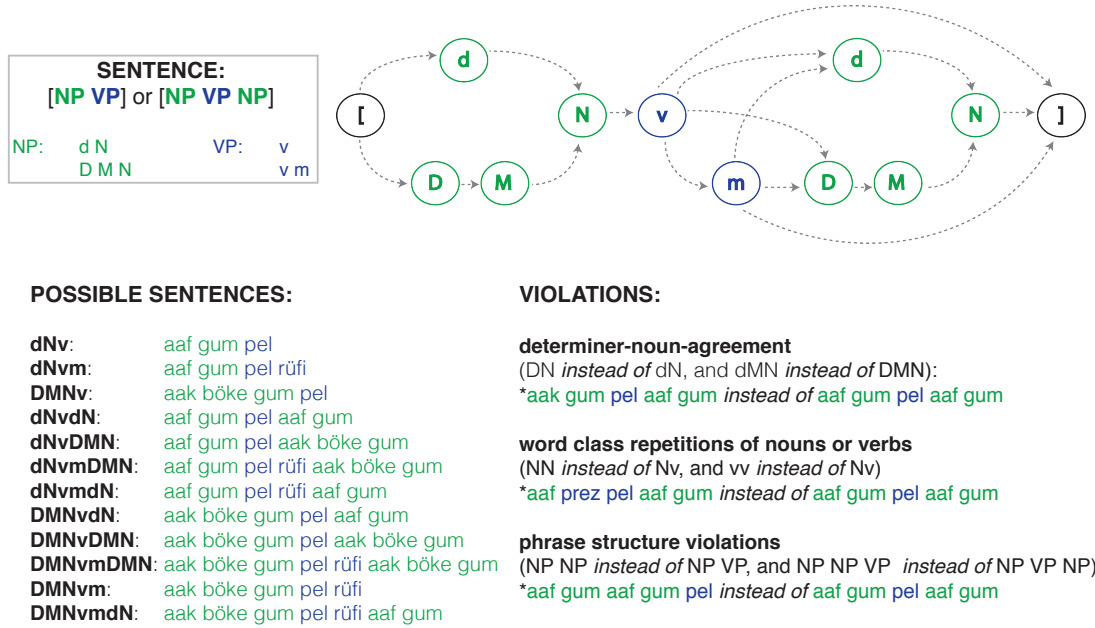 SENTENCE:
[NP VP] or [NP VP NP]
NP: d N VP: v
D M N v m
[ d D M N v m d D M N ]
POSSIBLE SENTENCES:
dNv: aaf gum pel
dNvm: aaf gum pel rüfi
DMNv: aak böke gum pel
dNvdN: aaf gum pel aaf gum
dNvDMN: aaf gum pel aak böke gum
dNvmDMN: aaf gum pel rüfi aak böke gum
dNvmdN: aaf gum pel rüfi aaf gum
DMNvdN: aak böke gum pel aaf gum
DMNvDMN: aak böke gum pel aak böke gum
DMNvmDMN: aak böke gum pel rüfi aak böke gum
DMNvm: aak böke gum pel rüfi
DMNvmdN: aak böke gum pel rüfi aaf gum
VIOLATIONS:
determiner-noun-agreement
(DN instead of dN, and dMN instead of DMN):
*aak gum pel aaf gum instead of aaf gum pel aaf gum
word class repetitions of nouns or verbs
(NN instead of Nv, and vv instead of Nv)
*aaf prez pel aaf gum instead of aaf gum pel aaf gum
phrase structure violations
(NP NP instead of NP VP, and NP NP VP instead of NP VP NP)
*aaf gum aaf gum pel instead of aaf gum pel aaf gum